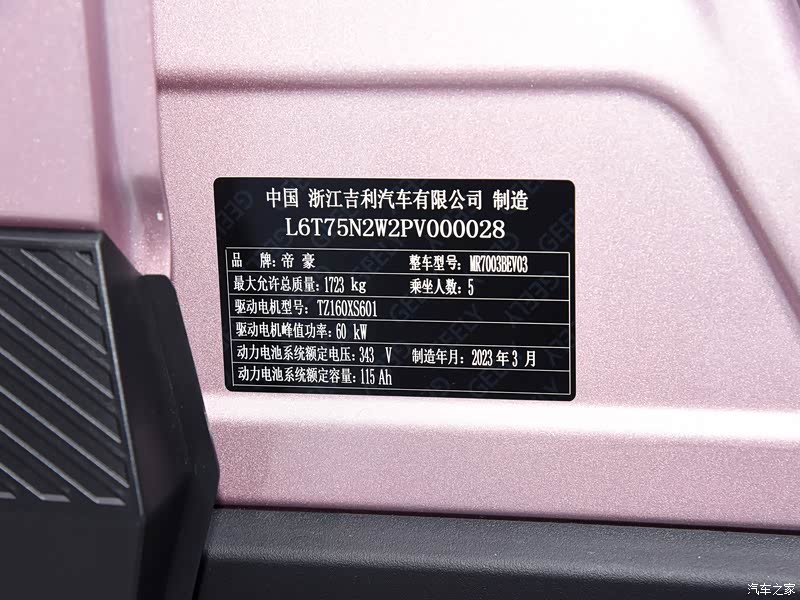 中国 浙江吉利汽车有限公司 制造
L6T75N2W2PV000028
品 牌: 帝豪 整车型号: MR7003BEV03
最大允许总质量: 1723 kg 乘坐人数: 5
驱动电机型号: TZ160XS601
驱动电机峰值功率: 60 kW
动力电池系统额定电压: 343 V 制造年月: 2023 年 3 月
动力电池系统额定容量: 115 Ah
GEELY
汽车之家